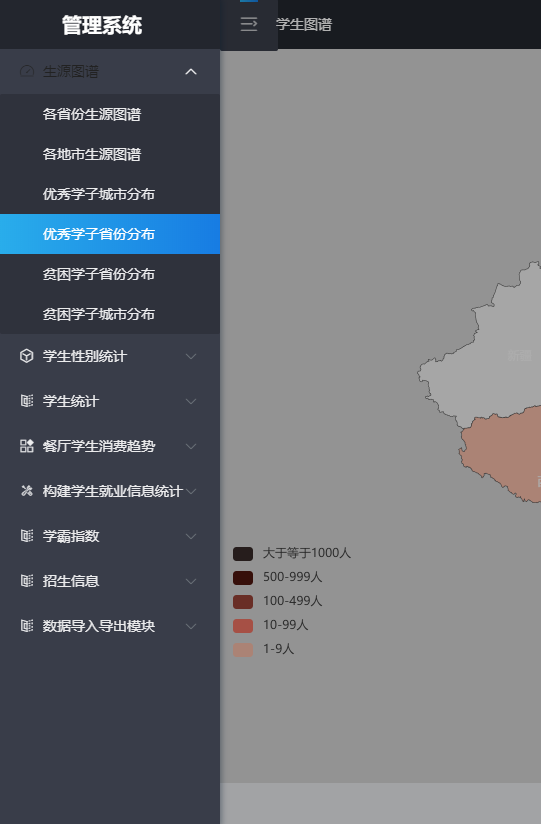 管理系统
学生图谱
生源图谱
各省份生源图谱
各地市生源图谱
优秀学子城市分布
优秀学子省份分布
贫困学子省份分布
贫困学子城市分布
学生性别统计
学生统计
餐厅学生消费趋势
构建学生就业信息统计
学霸指数
招生信息
数据导入导出模块
新疆
大于等于1000人
500-999人
100-499人
10-99人
1-9人